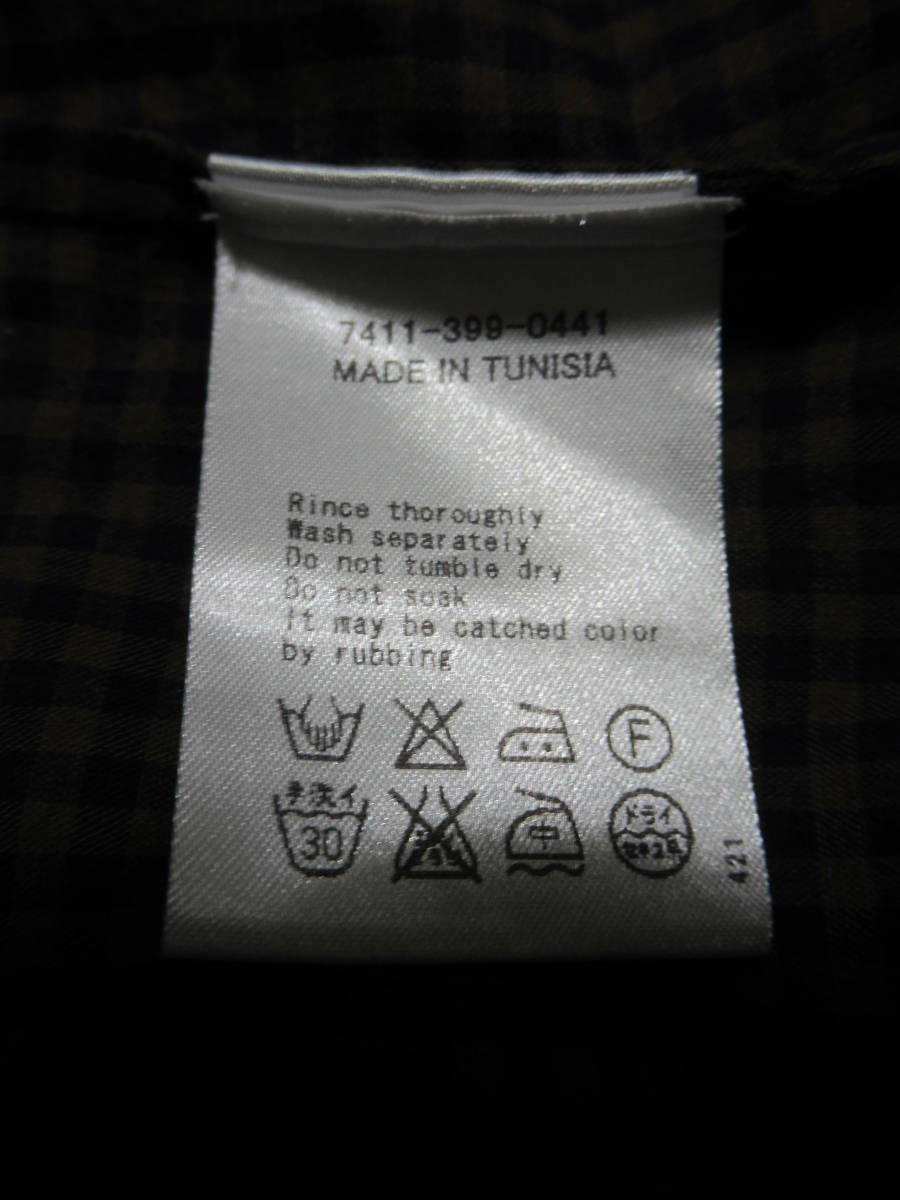 7411-399-0441
MADE IN TUNISIA
Rince thoroughly
Wash separately
Do not tumble dry
Do not soak
it may be catched color
by rubbing
F
手洗イ
30
中
ドライ
421